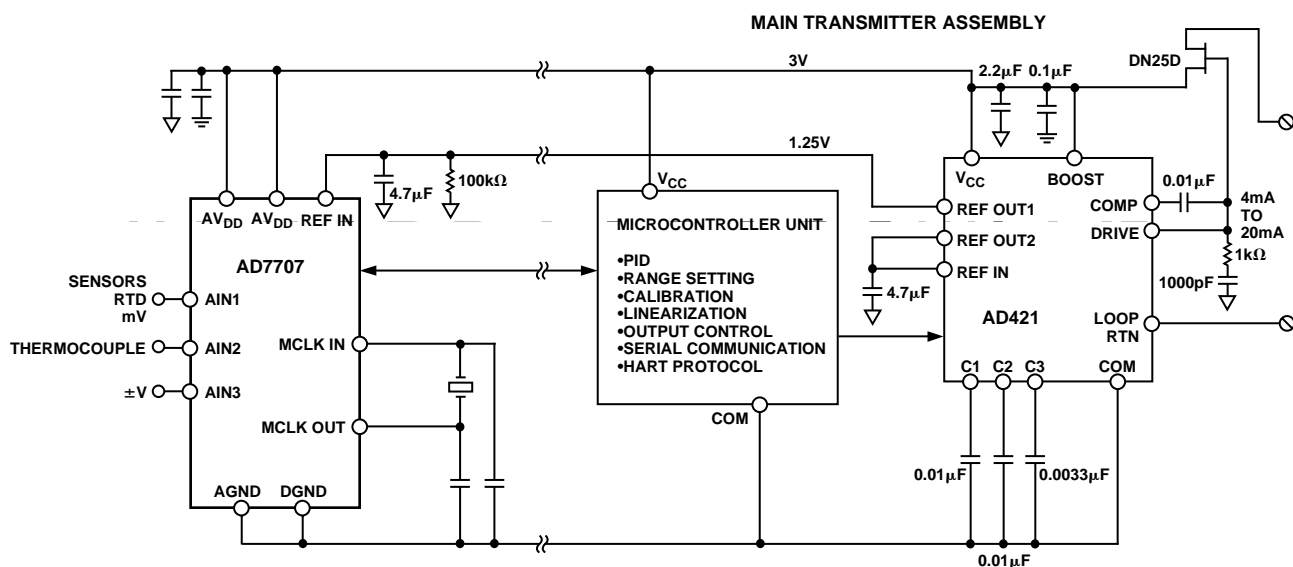 MAIN TRANSMITTER ASSEMBLY
DN25D
3V
2.2µF
0.1µF
1.25V
4.7µF
100kΩ
VCC
VCC
BOOST
0.01µF
AVDD
AVDD
REF IN
AD7707
SENSORS
RTD
mV
AIN1
THERMOCOUPLE
AIN2
±V
AIN3
MCLK IN
MCLK OUT
AGND
DGND
MICROCONTROLLER UNIT
•PID
•RANGE SETTING
•CALIBRATION
•LINEARIZATION
•OUTPUT CONTROL
•SERIAL COMMUNICATION
•HART PROTOCOL
COM
REF OUT1
REF OUT2
REF IN
4.7µF
AD421
COMP
DRIVE
4mA
TO
20mA
1kΩ
1000pF
LOOP
RTN
C1
C2
C3
COM
0.01µF
0.0033µF
0.01µF